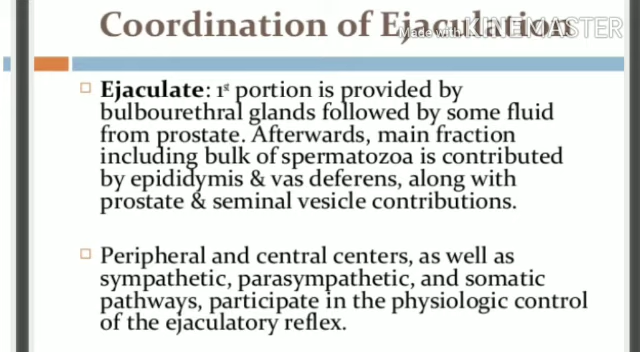 Coordination of Ejaculation
Made with KINEMASTER
Ejaculate: 1st portion is provided by
bulbourethral glands followed by some fluid
from prostate. Afterwards, main fraction
including bulk of spermatozoa is contributed
by epididymis & vas deferens, along with
prostate & seminal vesicle contributions.
Peripheral and central centers, as well as
sympathetic, parasympathetic, and somatic
pathways, participate in the physiologic control
of the ejaculatory reflex.